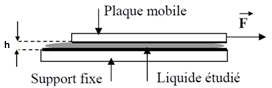 Plaque mobile
F
h
Support fixe
Liquide étudié